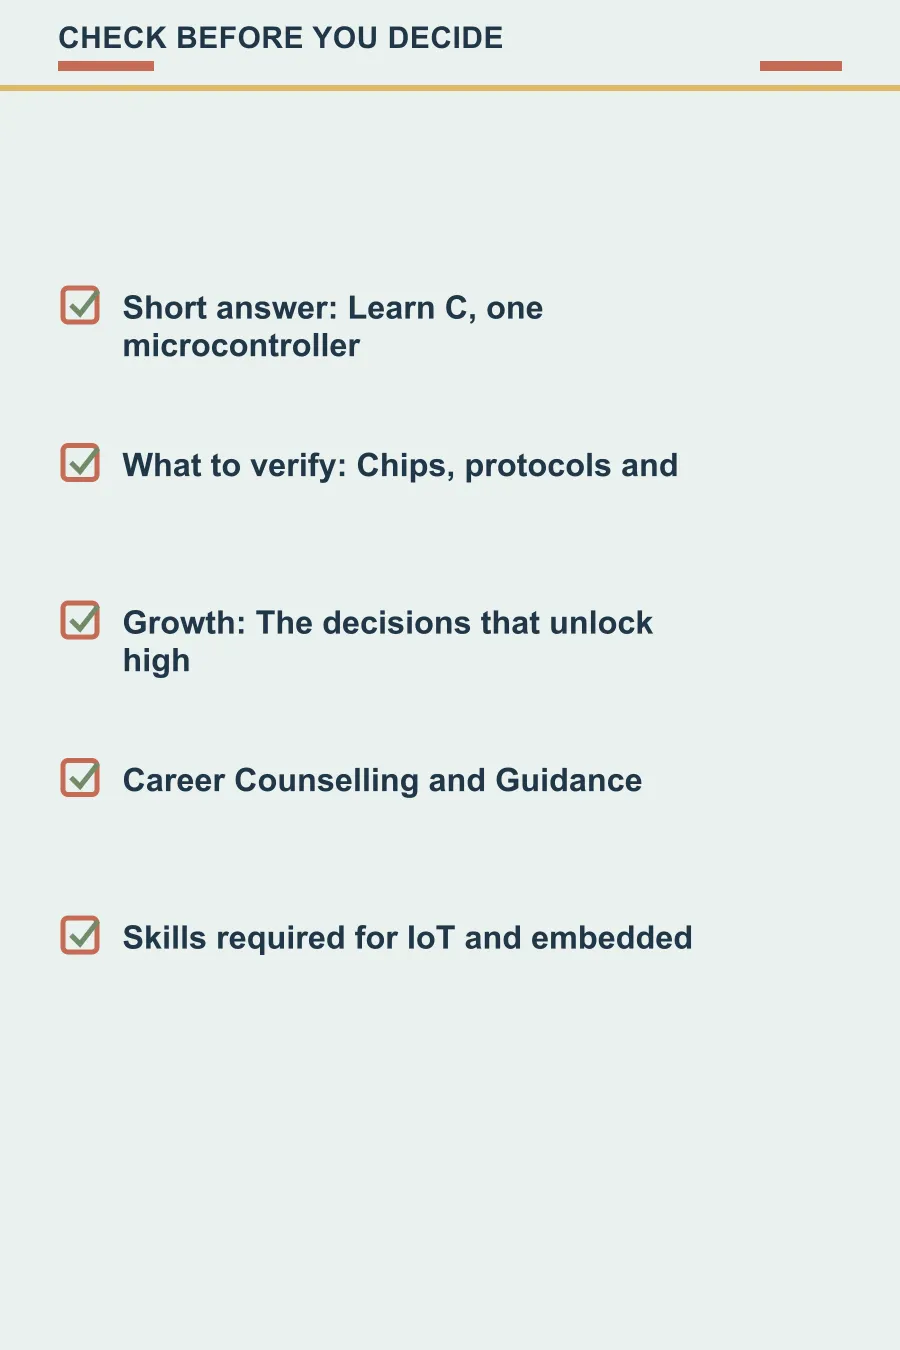 CHECK BEFORE YOU DECIDE
Short answer: Learn C, one
microcontroller
What to verify: Chips, protocols and
Growth: The decisions that unlock
high
Career Counselling and Guidance
Skills required for IoT and embedded